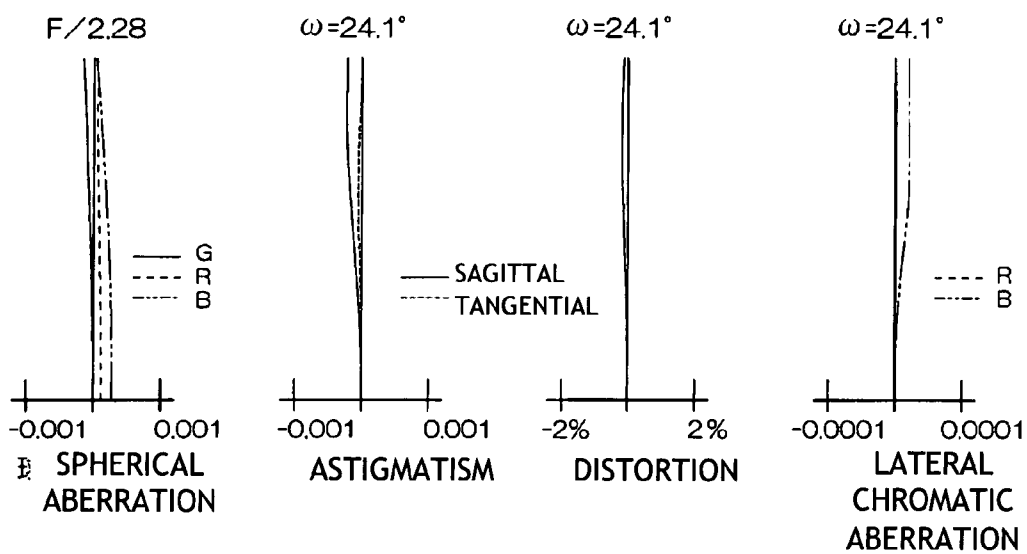 F/2.28
ω=24.1°
ω=24.1°
ω=24.1°
G
R
B
SAGITTAL
TANGENTIAL
R
B
-0.001 0.001
-0.001 0.001
-2% 2%
-0.0001 0.0001
SPHERICAL
ABERRATION
ASTIGMATISM
DISTORTION
LATERAL
CHROMATIC
ABERRATION